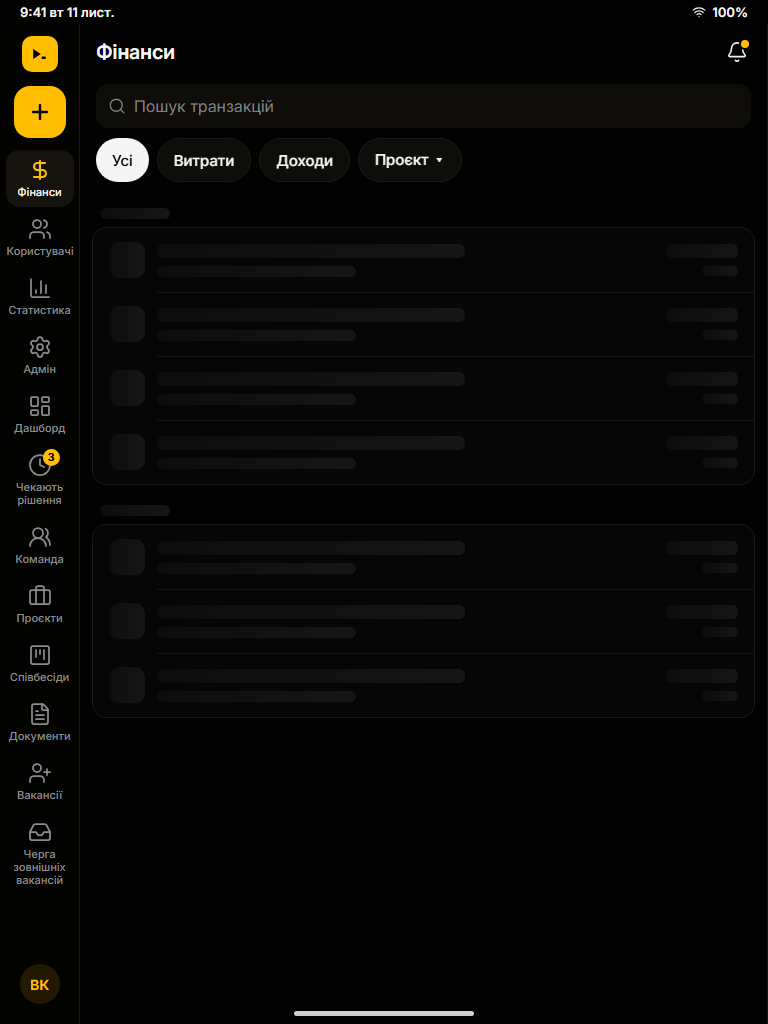 9:41 вт 11 лист.
100%
Фінанси
Пошук транзакцій
Усі
Витрати
Доходи
Проєкт
Фінанси
Користувачі
Статистика
Адмін
Дашборд
3
Чекають
рішення
Команда
Проєкти
Співбесіди
Документи
Вакансії
Черга
зовнішніх
вакансій
ВК